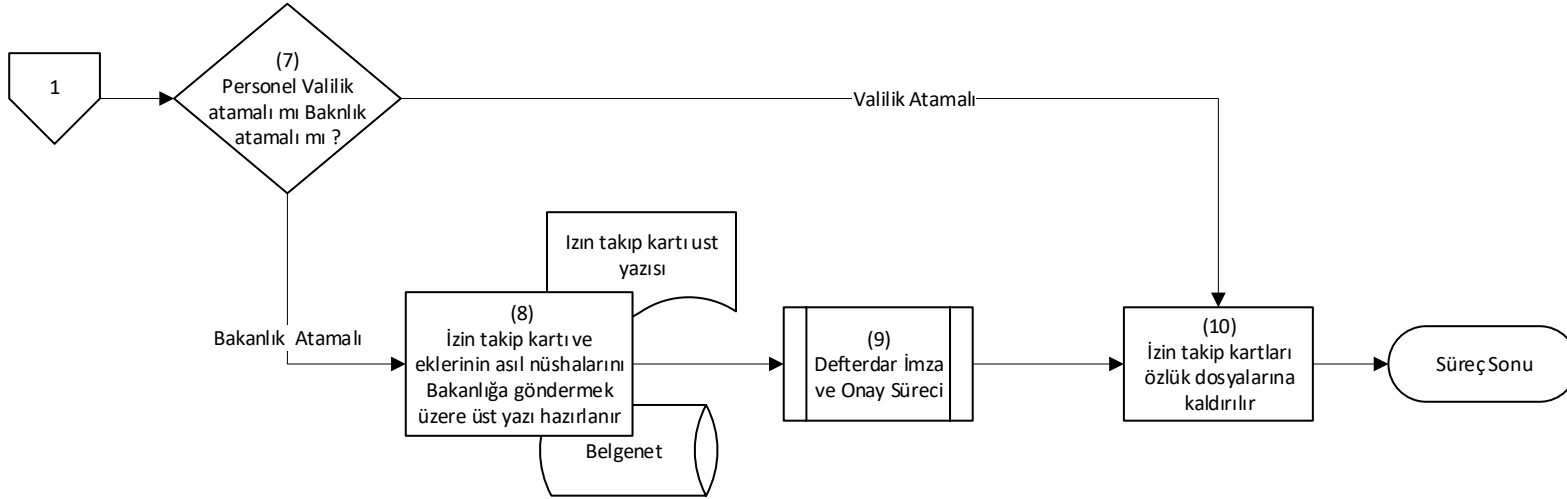 1
(7)
Personel Valilik
atamalı mı Baknlık
atamalı mı ?
Valilik Atamalı
Izın takıp kartı ust
yazısı
Bakanlık Atamalı
(8)
İzin takip kartı ve
eklerinin asıl nüshalarını
Bakanlığa göndermek
üzere üst yazı hazırlanır
Belgenet
(9)
Defterdar İmza
ve Onay Süreci
(10)
İzin takip kartları
özlük dosyalarına
kaldırılır
Süreç Sonu